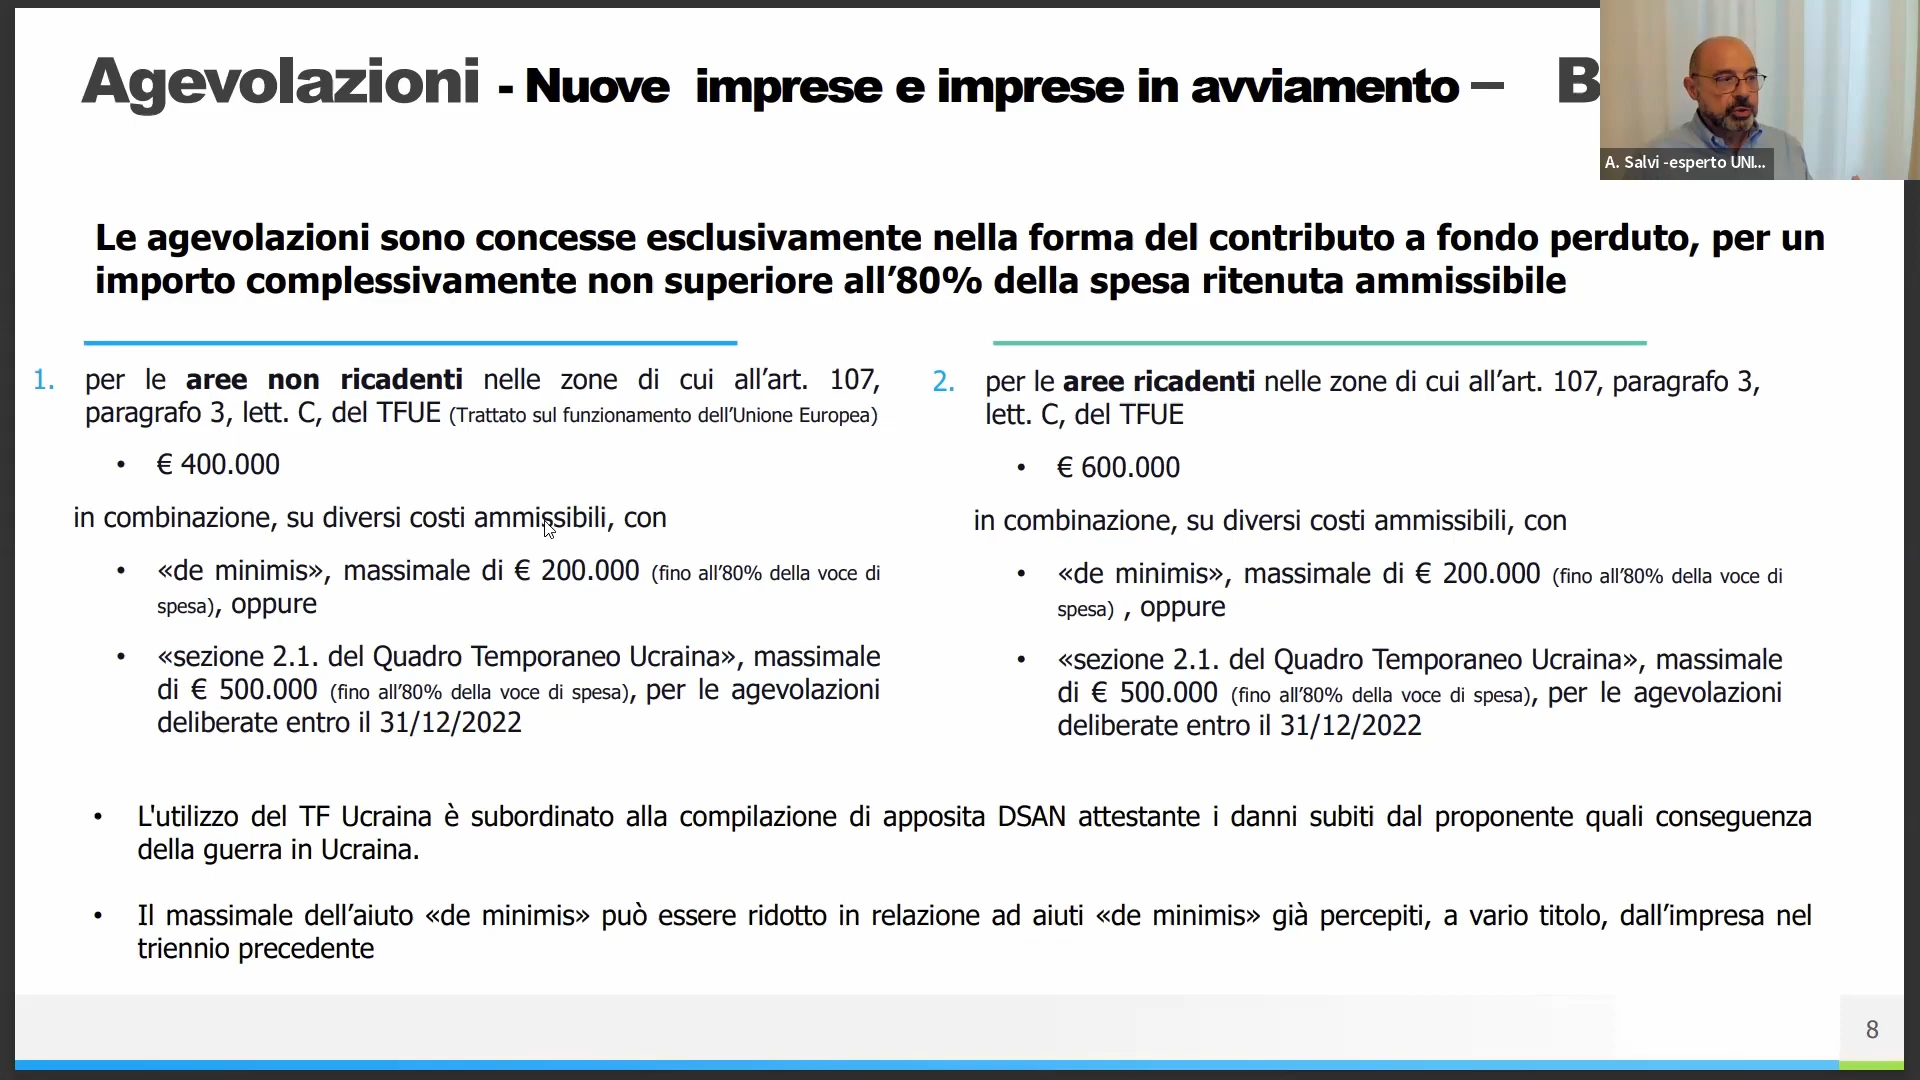 Agevolazioni - Nuove imprese e imprese in avviamento – B
A. Salvi -esperto UNI...
Le agevolazioni sono concesse esclusivamente nella forma del contributo a fondo perduto, per un
importo complessivamente non superiore all’80% della spesa ritenuta ammissibile
1. per le aree non ricadenti nelle zone di cui all’art. 107,
paragrafo 3, lett. C, del TFUE (Trattato sul funzionamento dell’Unione Europea)
• € 400.000
in combinazione, su diversi costi ammissibili, con
• «de minimis», massimale di € 200.000 (fino all’80% della voce di
spesa), oppure
• «sezione 2.1. del Quadro Temporaneo Ucraina», massimale
di € 500.000 (fino all’80% della voce di spesa), per le agevolazioni
deliberate entro il 31/12/2022
2. per le aree ricadenti nelle zone di cui all’art. 107, paragrafo 3,
lett. C, del TFUE
• € 600.000
in combinazione, su diversi costi ammissibili, con
• «de minimis», massimale di € 200.000 (fino all’80% della voce di
spesa) , oppure
• «sezione 2.1. del Quadro Temporaneo Ucraina», massimale
di € 500.000 (fino all’80% della voce di spesa), per le agevolazioni
deliberate entro il 31/12/2022
• L'utilizzo del TF Ucraina è subordinato alla compilazione di apposita DSAN attestante i danni subiti dal proponente quali conseguenza
della guerra in Ucraina.
• Il massimale dell’aiuto «de minimis» può essere ridotto in relazione ad aiuti «de minimis» già percepiti, a vario titolo, dall’impresa nel
triennio precedente
8